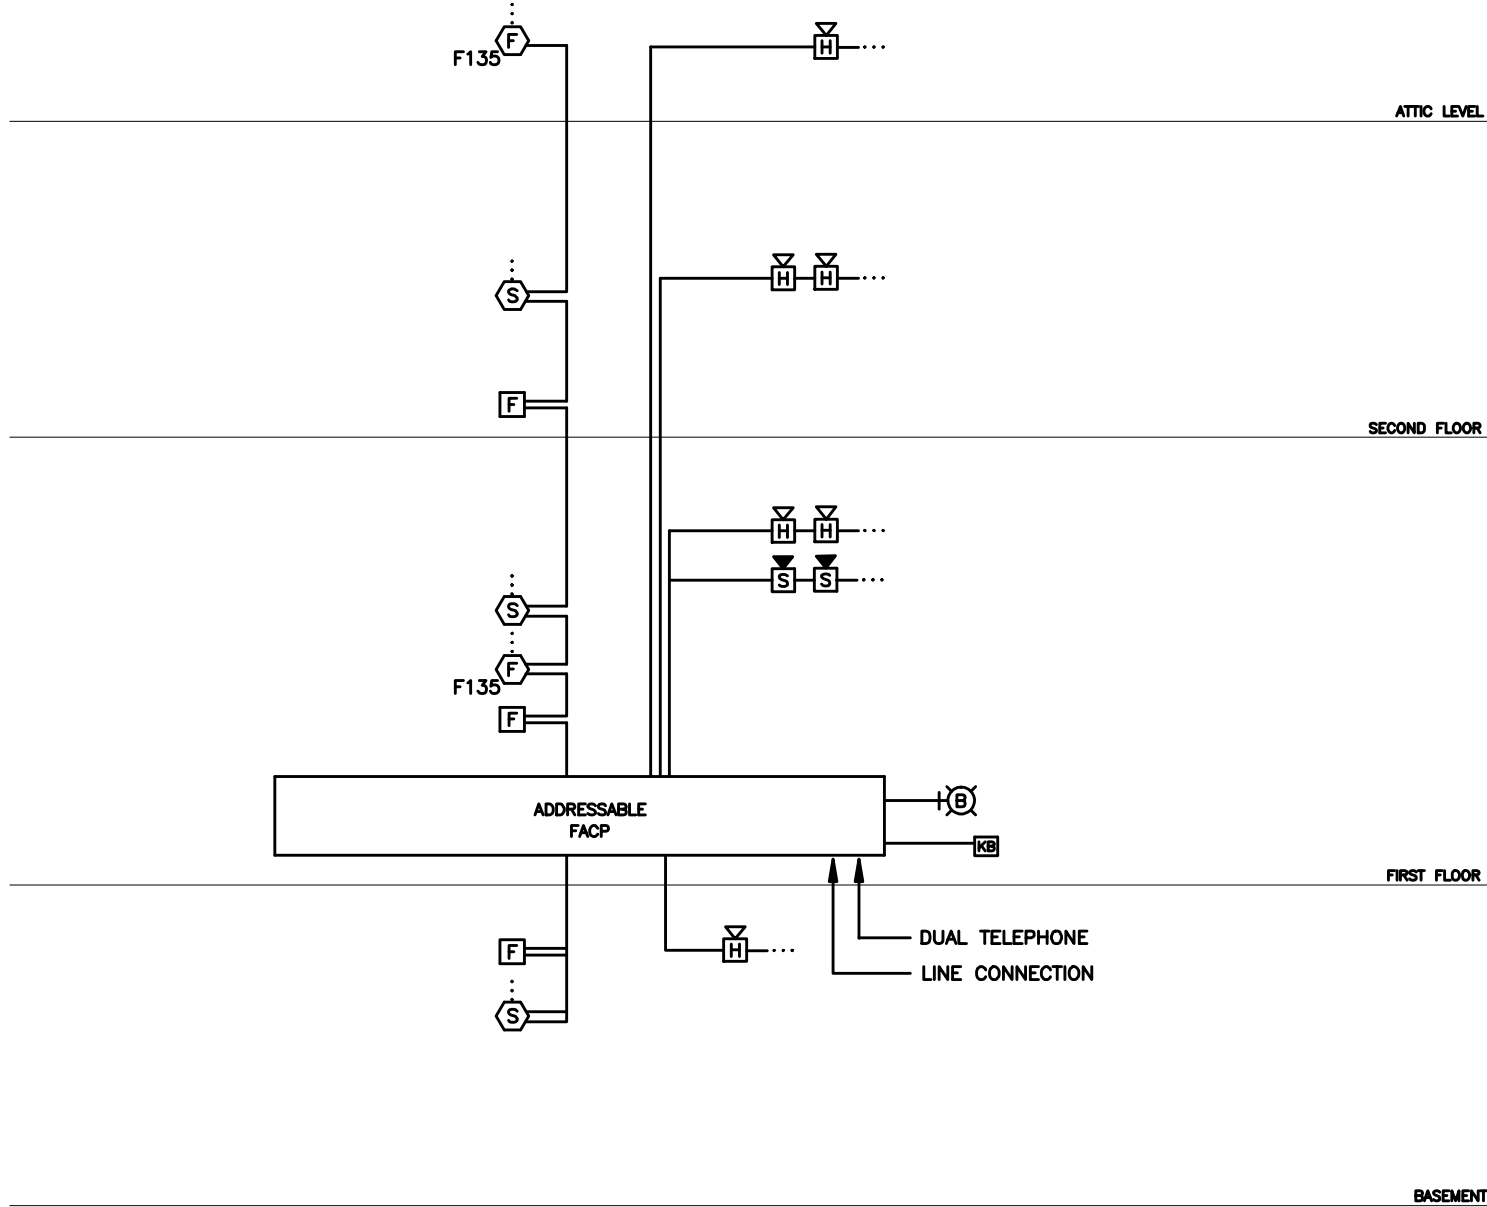 F
H
F135
ATTIC LEVEL
H H
S
F
SECOND FLOOR
H H
S S
S
F
F135
F
ADDRESSABLE
FACP
B
KB
FIRST FLOOR
F
H
DUAL TELEPHONE
LINE CONNECTION
S
BASEMENT